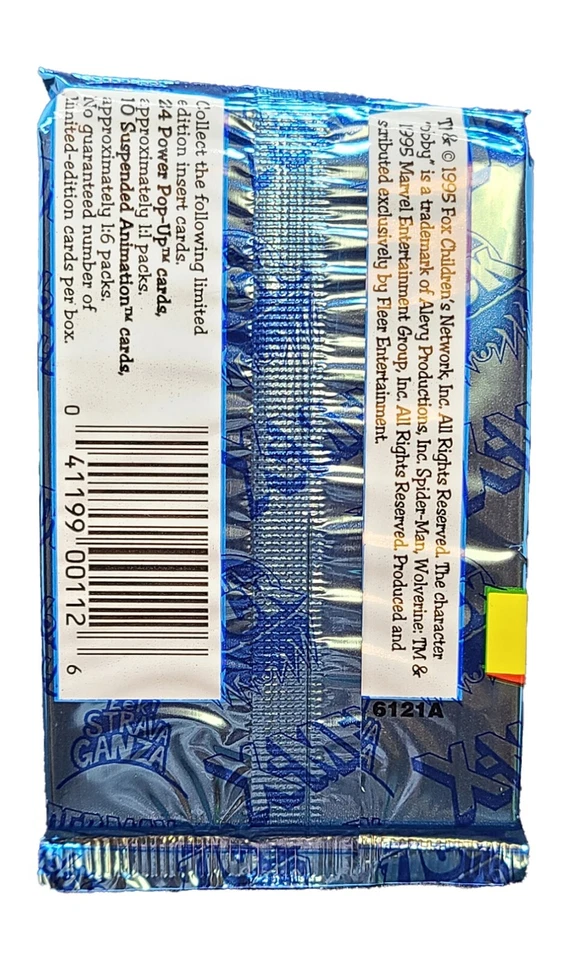 Collect the following limited
edition insert cards.
24 Power Pop-Up™ cards,
approximately 1:1 packs.
10 Suspended Animation™ cards,
approximately 1:6 packs.
No guaranteed number of
limited-edition cards per box.
0 41199 00112 6
& © 1995 Fox Children's Network, Inc. All Rights Reserved. The character
is a trademark of Alevy Productions, Inc. Spider-Man, Wolverine: TM &
1995 Marvel Entertainment Group, Inc. All Rights Reserved. Produced and
stributed exclusively by Fleer Entertainment.
6121A
STRAVA
GANZA